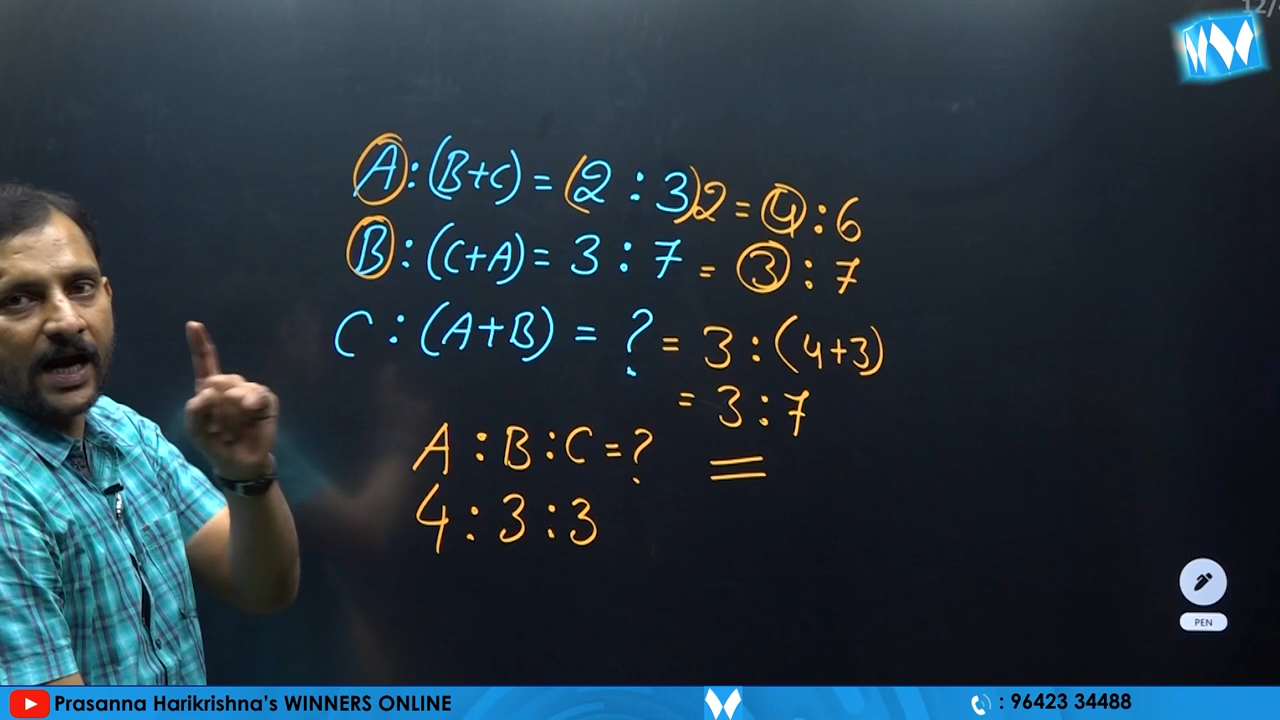 12/
W
A : (B+C) = (2 : 3)2 = 4 : 6
B : (C+A) = 3 : 7 = 3 : 7
C : (A+B) = ? = 3 : (4+3)
= 3 : 7
A : B : C = ?
4 : 3 : 3
PEN
Prasanna Harikrishna's WINNERS ONLINE
: 96423 34488